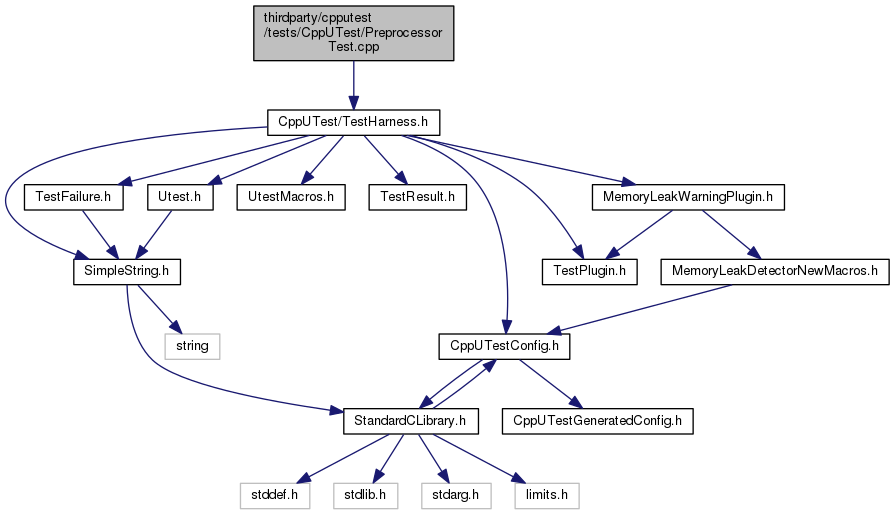 thirdparty/cpputest
/tests/CppUTest/Preprocessor
Test.cpp
CppUTest/TestHarness.h
TestFailure.h
Utest.h
UtestMacros.h
TestResult.h
MemoryLeakWarningPlugin.h
SimpleString.h
TestPlugin.h
MemoryLeakDetectorNewMacros.h
string
CppUTestConfig.h
StandardCLibrary.h
CppUTestGeneratedConfig.h
stddef.h
stdlib.h
stdarg.h
limits.h